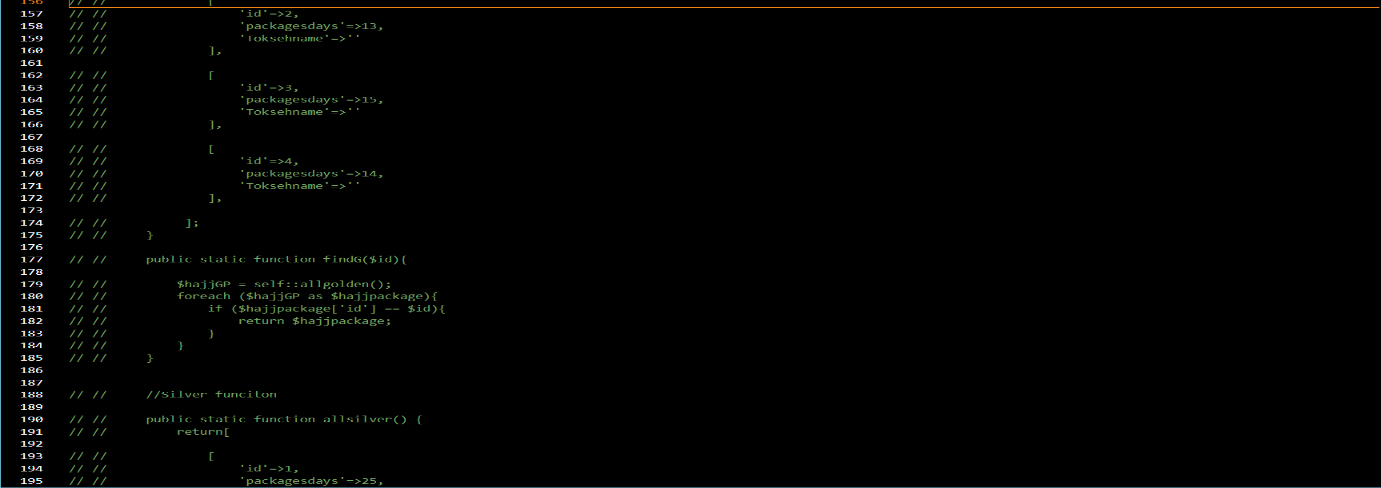 156 // // [
157 // // 'id'=>2,
158 // // 'packagesdays'=>13,
159 // // 'Toksehname'=>''
160 // // ],
161
162 // // [
163 // // 'id'=>3,
164 // // 'packagesdays'=>15,
165 // // 'Toksehname'=>''
166 // // ],
167
168 // // [
169 // // 'id'=>4,
170 // // 'packagesdays'=>14,
171 // // 'Toksehname'=>''
172 // // ],
173
174 // // ];
175 // // }
176
177 // // public static function findG($id){
178
179 // // $hajjGP = self::allgolden();
180 // // foreach ($hajjGP as $hajjpackage){
181 // // if ($hajjpackage['id'] == $id){
182 // // return $hajjpackage;
183 // // }
184 // // }
185 // // }
186
187
188 // // //Silver funciton
189
190 // // public static function allsilver() {
191 // // return[
192
193 // // [
194 // // 'id'=>1,
195 // // 'packagesdays'=>25,